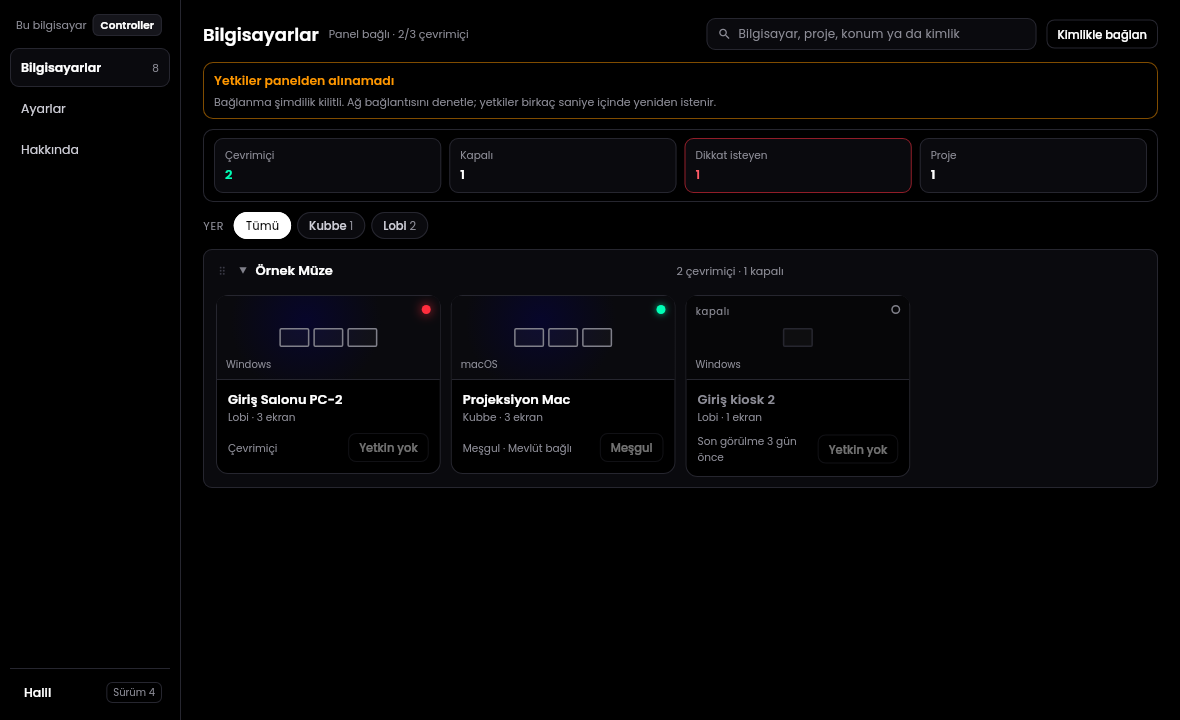 Bu bilgisayar Controller
Bilgisayarlar 8
Ayarlar
Hakkında
Halil Sürüm 4
Bilgisayarlar Panel bağlı · 2/3 çevrimiçi
Bilgisayar, proje, konum ya da kimlik
Kimlikle bağlan
Yetkiler panelden alınamadı
Bağlanma şimdilik kilitli. Ağ bağlantısını denetle; yetkiler birkaç saniye içinde yeniden istenir.
Çevrimiçi
2
Kapalı
1
Dikkat isteyen
1
Proje
1
YER Tümü Kubbe 1 Lobi 2
Örnek Müze 2 çevrimiçi · 1 kapalı
Windows
Giriş Salonu PC-2
Lobi · 3 ekran
Çevrimiçi Yetkin yok
macOS
Projeksiyon Mac
Kubbe · 3 ekran
Meşgul · Mevlüt bağlı Meşgul
kapalı
Windows
Giriş kiosk 2
Lobi · 1 ekran
Son görülme 3 gün
önce
Yetkin yok